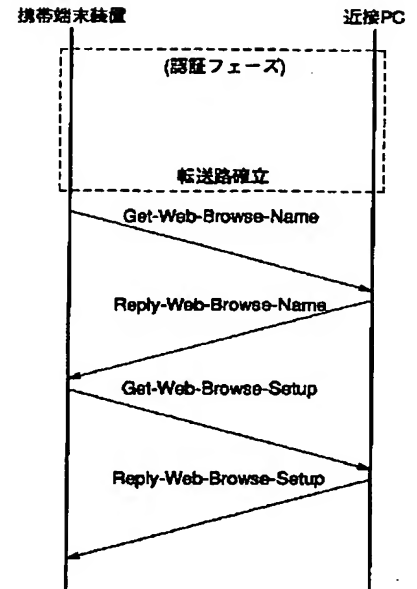 携帯端末装置 近接PC
(認証フェーズ)
転送路確立
Get-Web-Browse-Name
Reply-Web-Browse-Name
Get-Web-Browse-Setup
Reply-Web-Browse-Setup